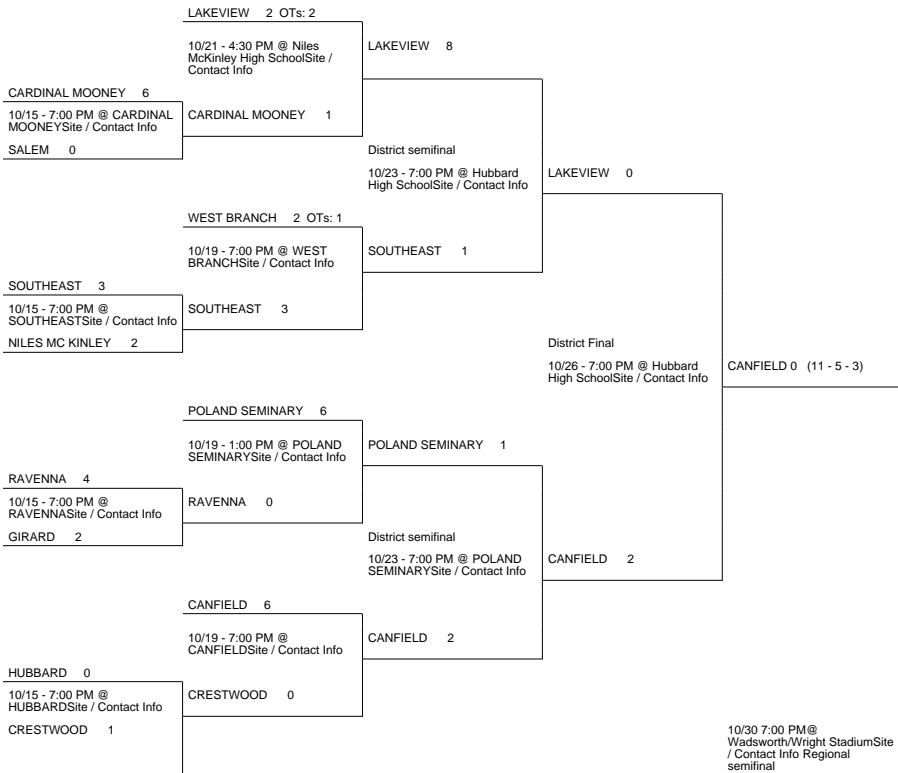 LAKEVIEW 2 OTs: 2
10/21 - 4:30 PM @ Niles
McKinley High SchoolSite /
Contact Info
LAKEVIEW 8
CARDINAL MOONEY 6
10/15 - 7:00 PM @ CARDINAL
MOONEYSite / Contact Info
CARDINAL MOONEY 1
SALEM 0
District semifinal
10/23 - 7:00 PM @ Hubbard
High SchoolSite / Contact Info
LAKEVIEW 0
WEST BRANCH 2 OTs: 1
10/19 - 7:00 PM @ WEST
BRANCHSite / Contact Info
SOUTHEAST 1
SOUTHEAST 3
10/15 - 7:00 PM @
SOUTHEASTSite / Contact Info
SOUTHEAST 3
NILES MC KINLEY 2
District Final
10/26 - 7:00 PM @ Hubbard
High SchoolSite / Contact Info
CANFIELD 0 (11 - 5 - 3)
POLAND SEMINARY 6
10/19 - 1:00 PM @ POLAND
SEMINARYSite / Contact Info
POLAND SEMINARY 1
RAVENNA 4
10/15 - 7:00 PM @
RAVENNASite / Contact Info
RAVENNA 0
GIRARD 2
District semifinal
10/23 - 7:00 PM @ POLAND
SEMINARYSite / Contact Info
CANFIELD 2
CANFIELD 6
10/19 - 7:00 PM @
CANFIELDSite / Contact Info
CANFIELD 2
HUBBARD 0
10/15 - 7:00 PM @
HUBBARDSite / Contact Info
CRESTWOOD 0
CRESTWOOD 1
10/30 7:00 PM@
Wadsworth/Wright StadiumSite
/ Contact Info Regional
semifinal